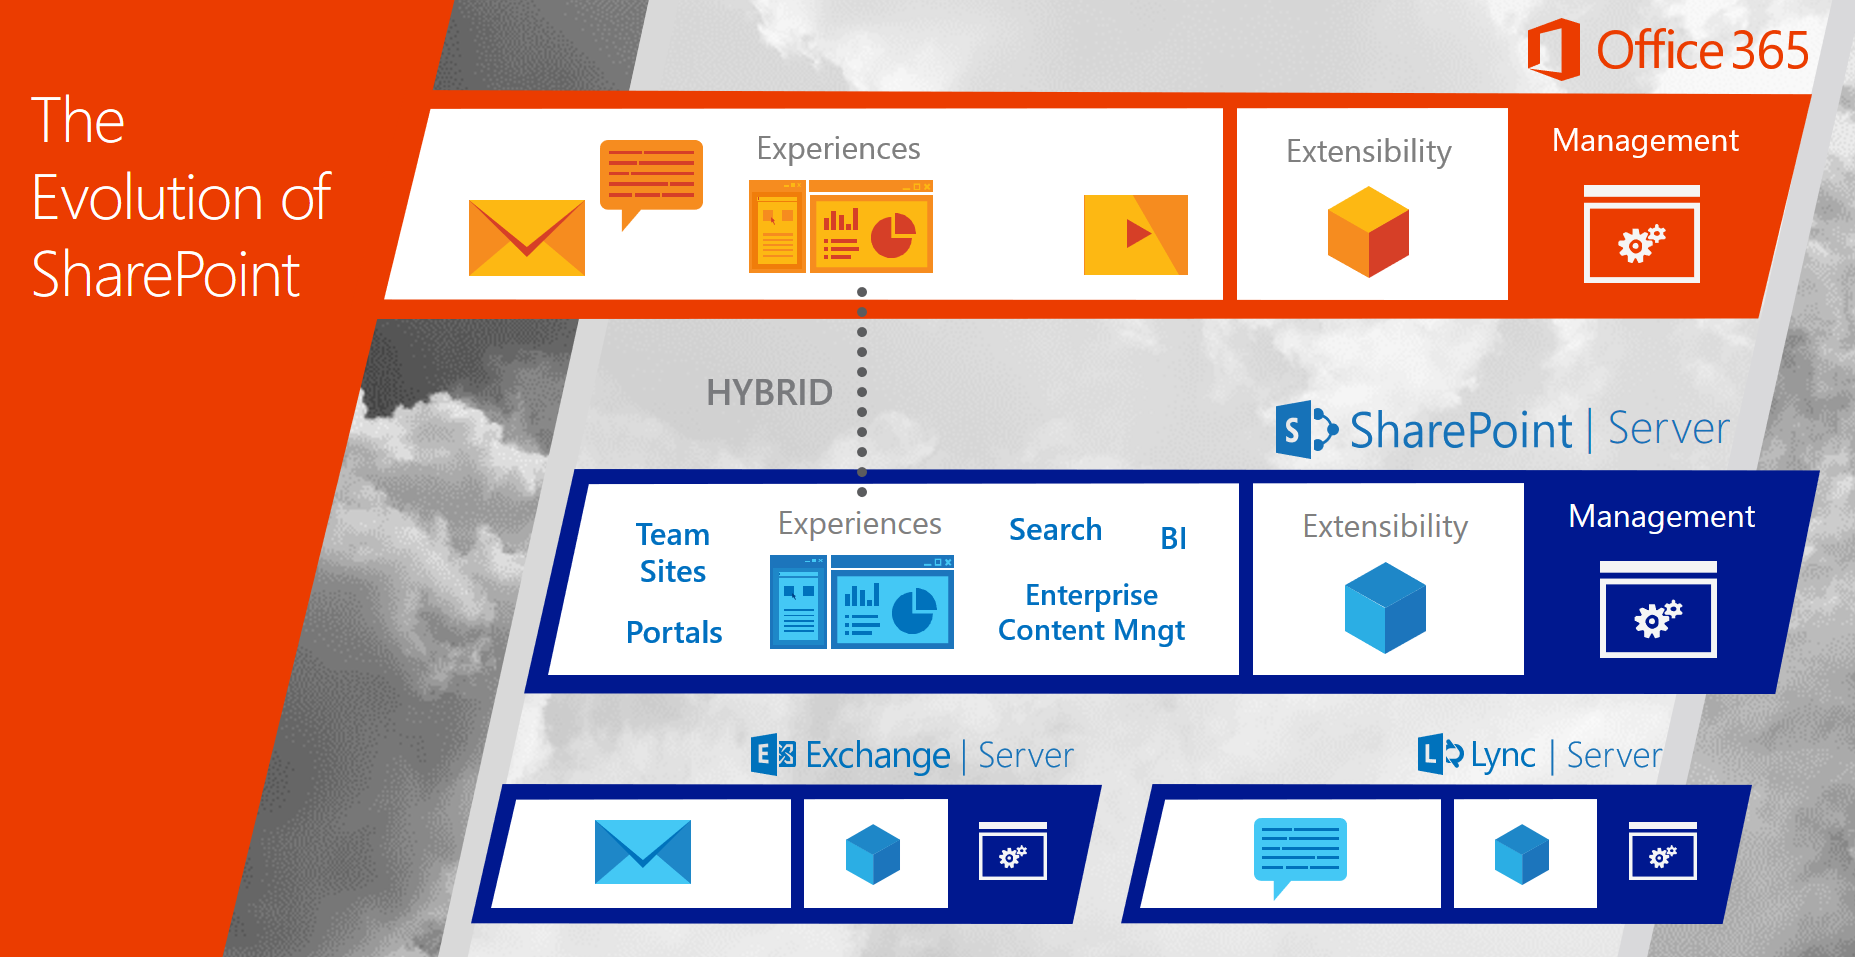 The
Evolution of
SharePoint
Office 365
Experiences
Extensibility
Management
HYBRID
S SharePoint | Server
Team
Sites
Portals
Experiences
Search
BI
Enterprise
Content Mngt
Extensibility
Management
E Exchange | Server
L Lync | Server